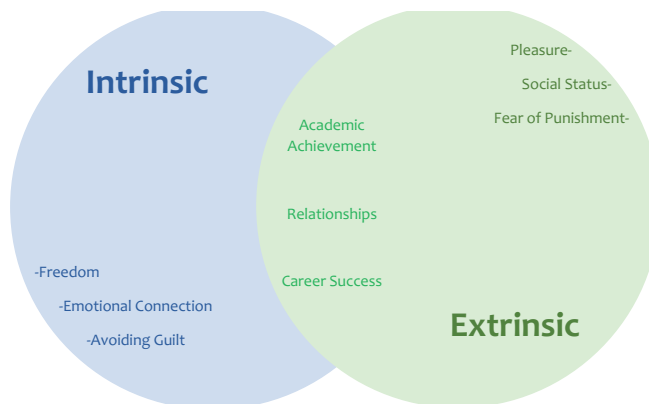 Intrinsic
-Freedom
-Emotional Connection
-Avoiding Guilt
Academic
Achievement
Relationships
Career Success
Pleasure-
Social Status-
Fear of Punishment-
Extrinsic